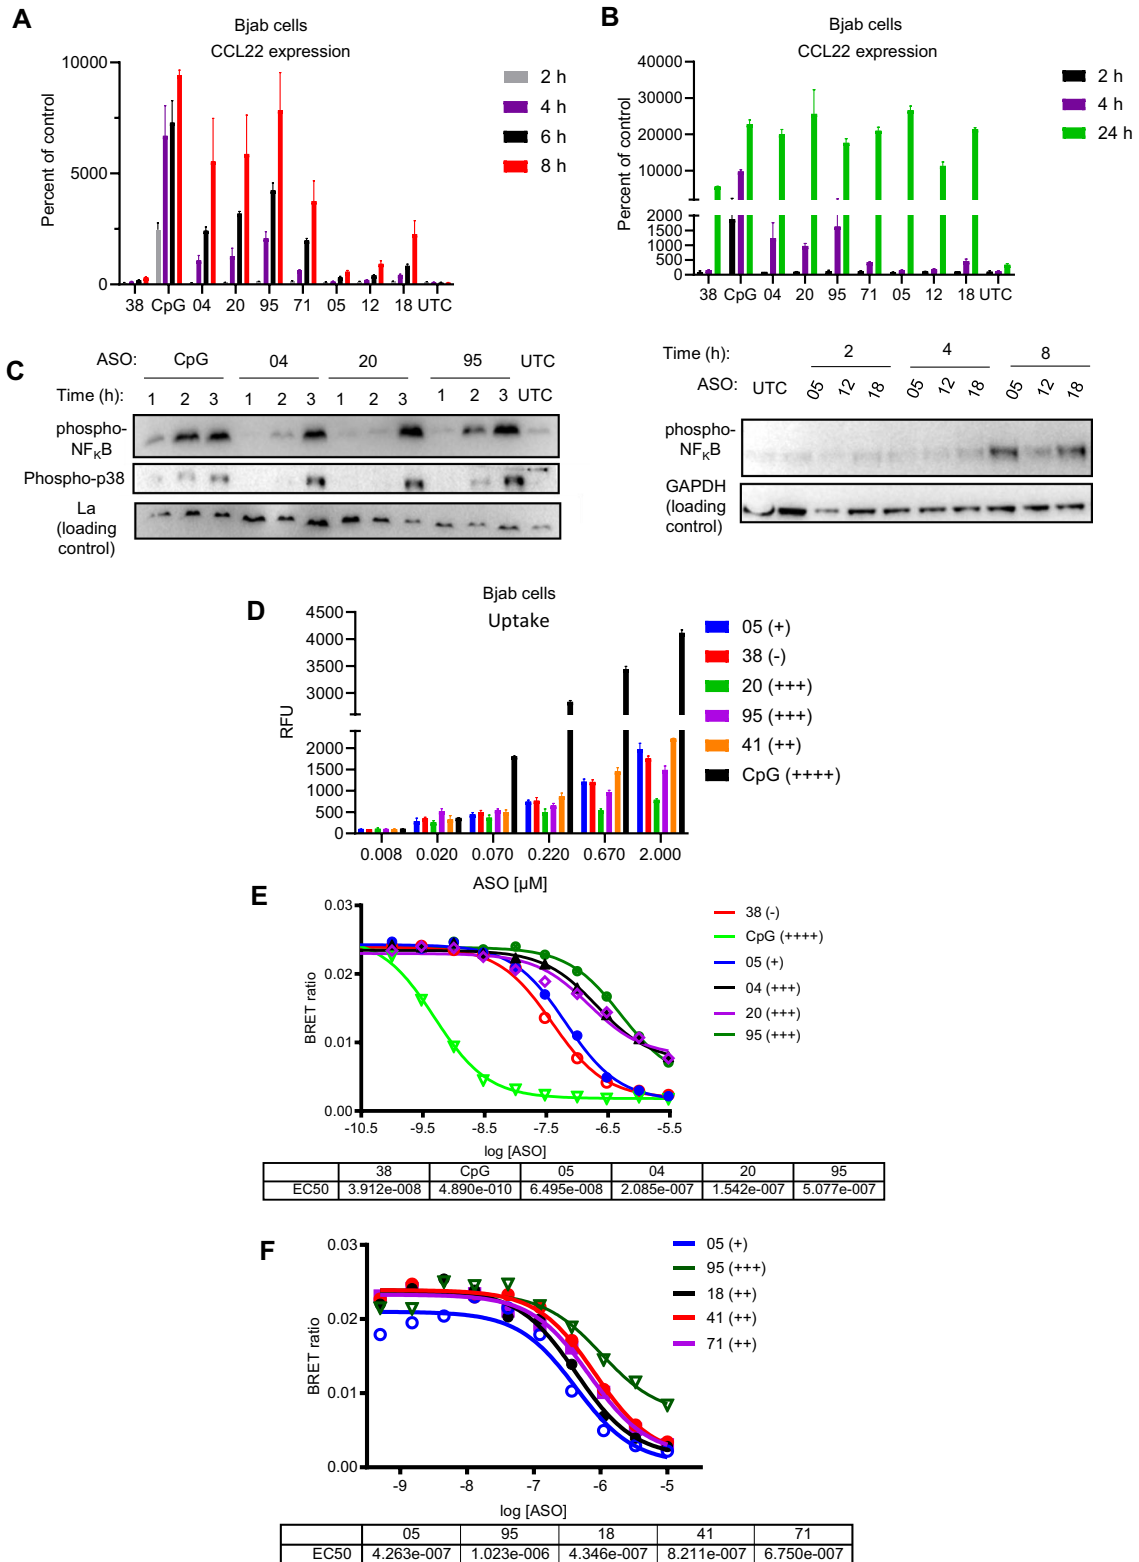 A
Bjab cells
CCL22 expression
Percent of control
10000
5000
0
38 CpG 04 20 95 71 05 12 18 UTC
2 h
4 h
6 h
8 h
B
Bjab cells
CCL22 expression
Percent of control
40000
30000
20000
10000
2000
1500
1000
500
0
38 CpG 04 20 95 71 05 12 18 UTC
2 h
4 h
24 h
C
ASO: CpG 04 20 95 UTC
Time (h): 1 2 3 1 2 3 1 2 3 1 2 3 UTC
phospho-
NFκB
Phospho-p38
La
(loading
control)
Time (h): 2 4 8
ASO: UTC 05 12 18 05 12 18 05 12 18
phospho-
NFκB
GAPDH
(loading
control)
D
Bjab cells
Uptake
RFU
4500
4000
3500
3000
2000
1500
1000
500
0
0.008 0.020 0.070 0.220 0.670 2.000
ASO [µM]
05 (+)
38 (-)
20 (+++)
95 (+++)
41 (++)
CpG (++++)
E
BRET ratio
0.03
0.02
0.01
0.00
-10.5 -9.5 -8.5 -7.5 -6.5 -5.5
log [ASO]
38 (-)
CpG (++++)
05 (+)
04 (+++)
20 (+++)
95 (+++)
38 CpG 05 04 20 95
EC50 3.912e-008 4.890e-010 6.495e-008 2.085e-007 1.542e-007 5.077e-007
F
BRET ratio
0.03
0.02
0.01
0.00
-9 -8 -7 -6 -5
log [ASO]
05 (+)
95 (+++)
18 (++)
41 (++)
71 (++)
05 95 18 41 71
EC50 4.263e-007 1.023e-006 4.346e-007 8.211e-007 6.750e-007